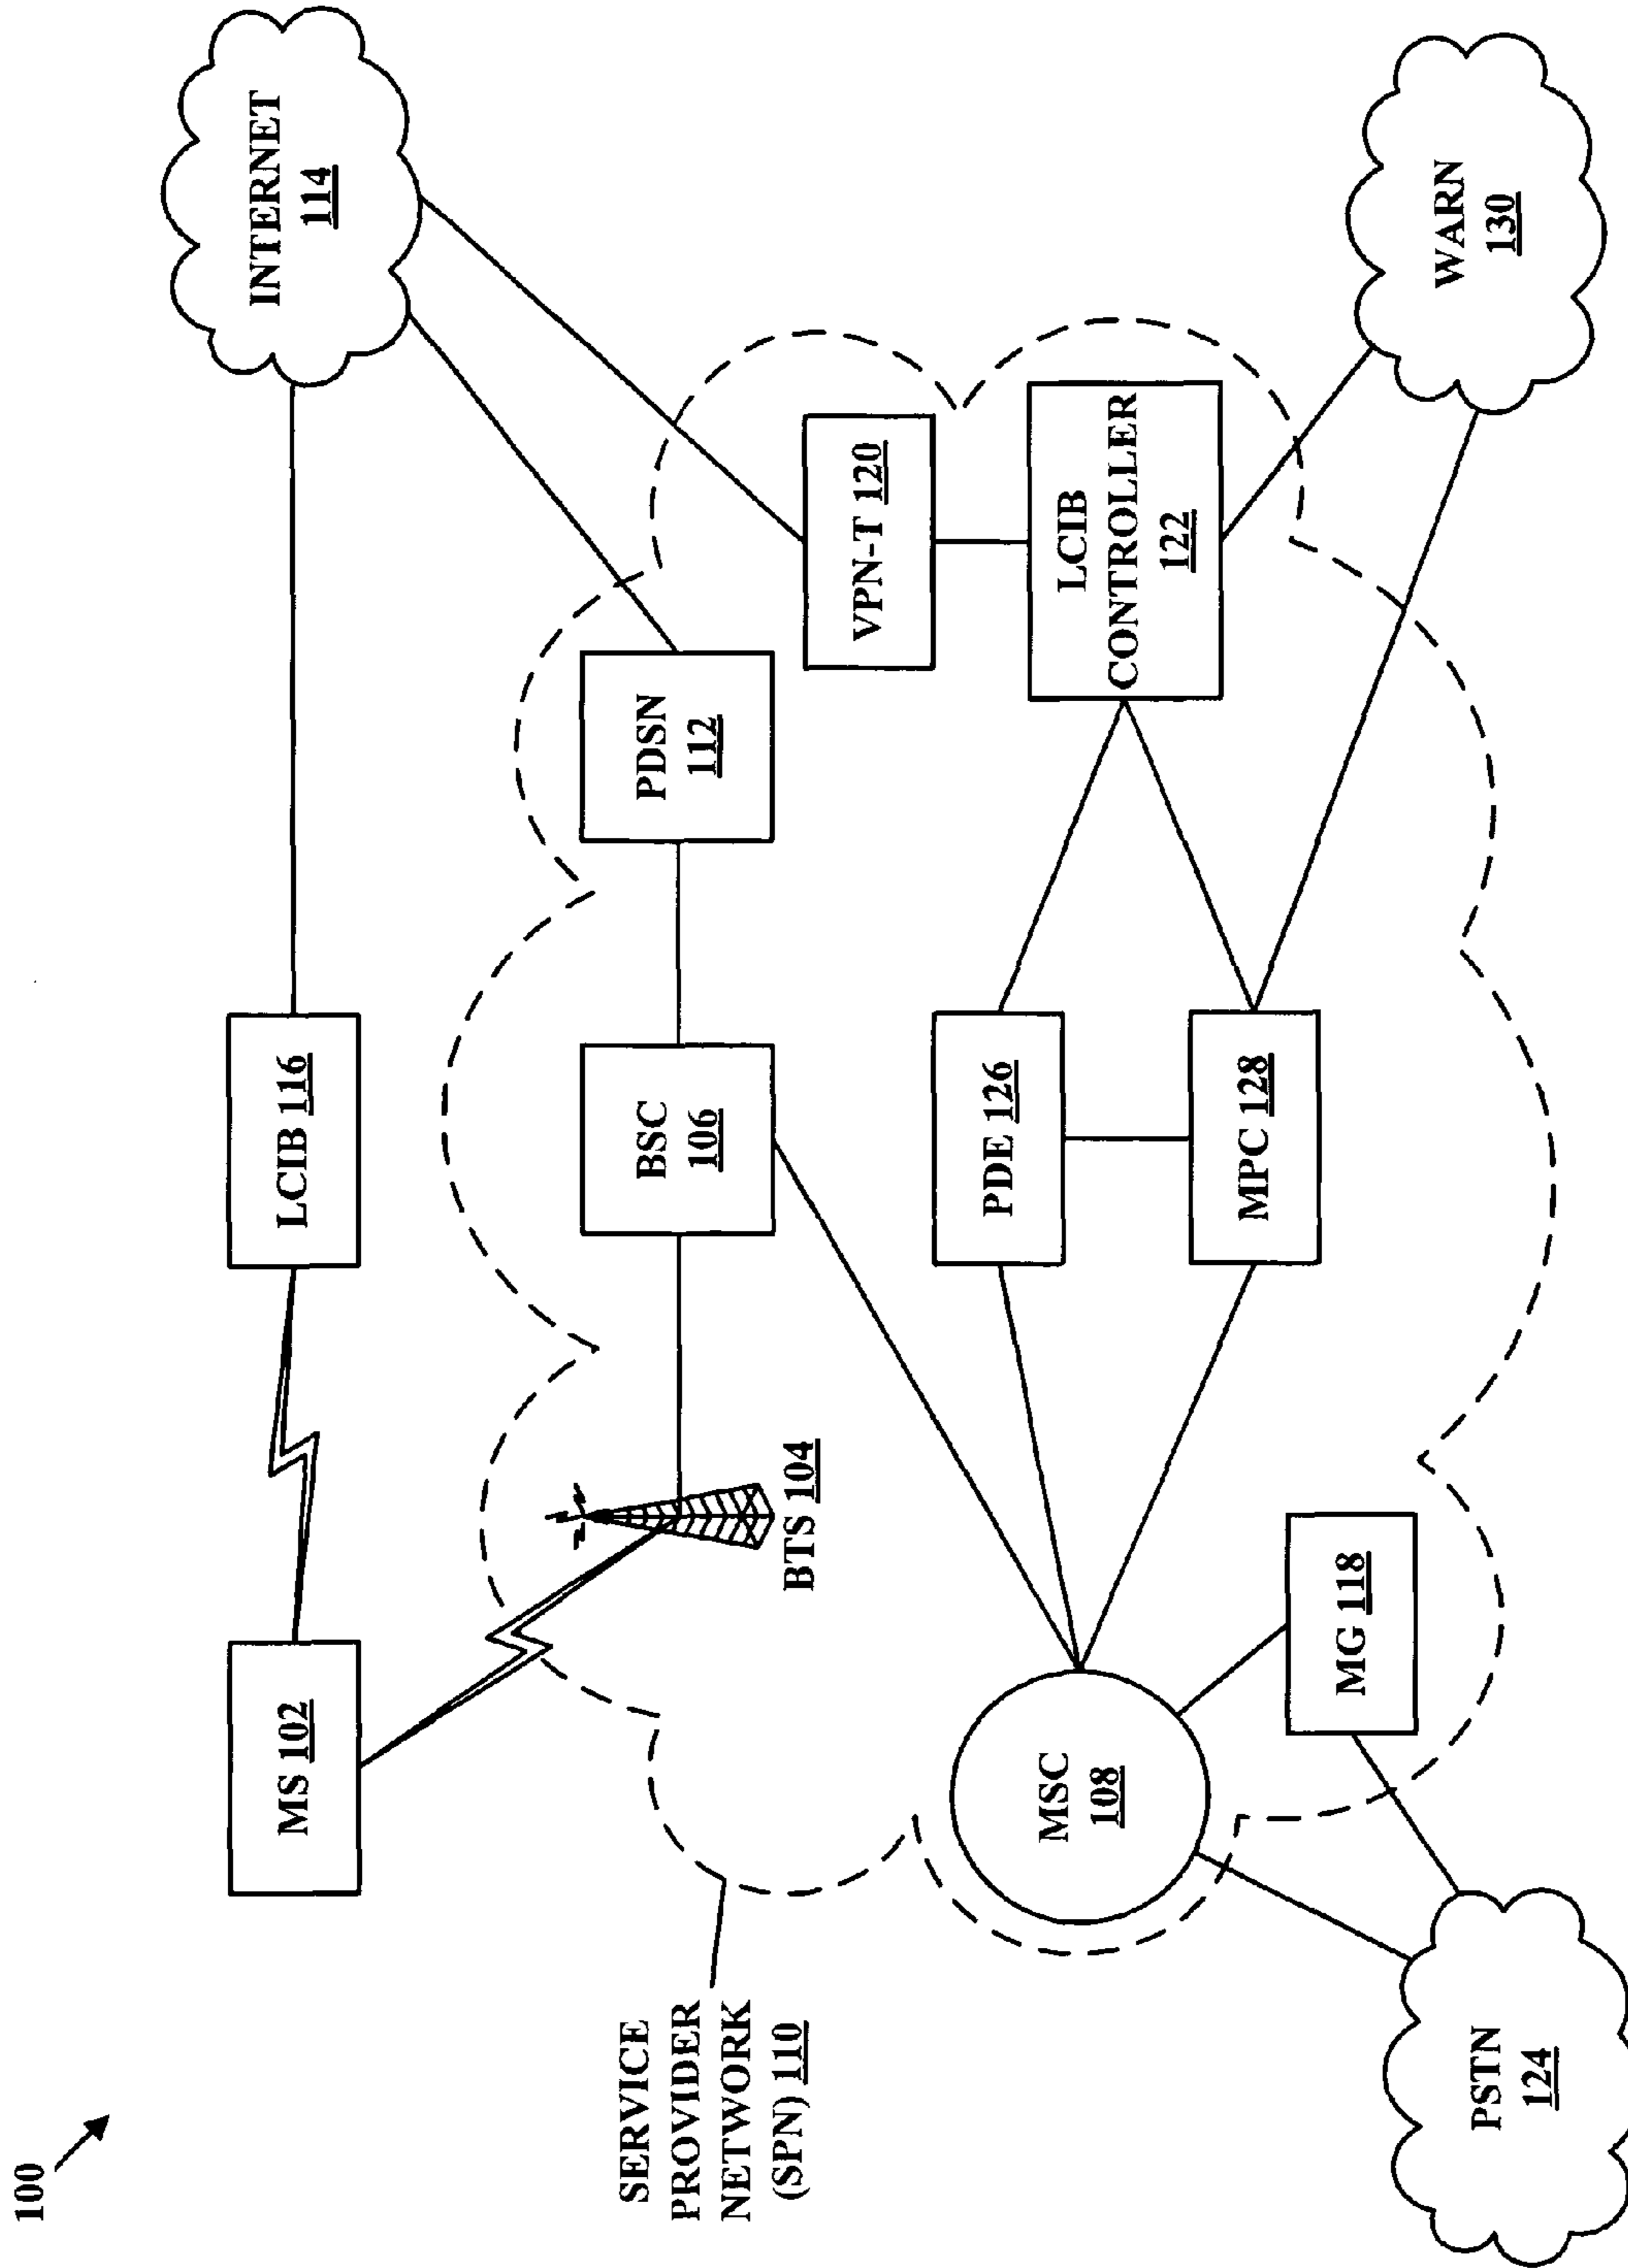 100
MS 102
LCIB 116
INTERNET
114
SERVICE
PROVIDER
NETWORK
(SPN) 110
BTS 104
BSC
106
PDSN
112
VPN-T 120
LCIB
CONTROLLER
122
MSC
108
PDE 126
MPC 128
MG 118
PSTN
124
WARN
130